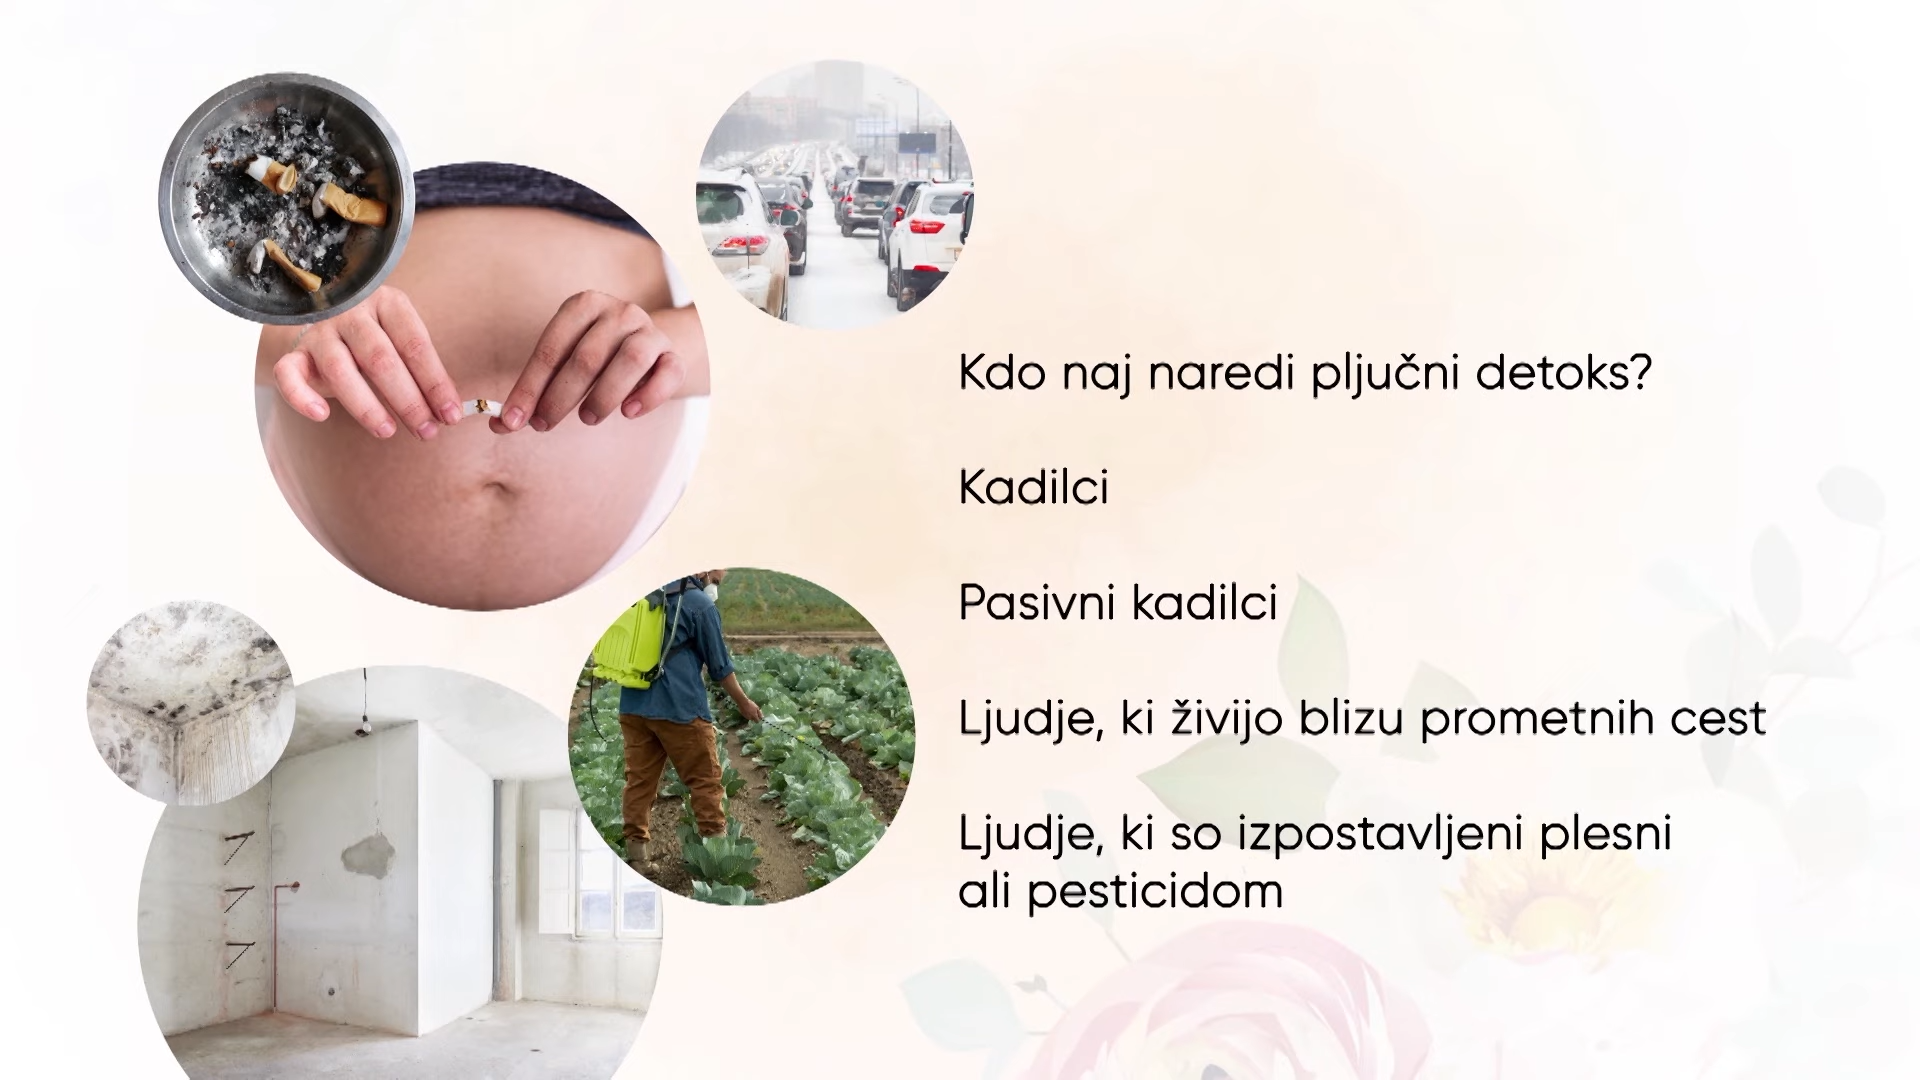 Kdo naj naredi pljučni detoks?
Kadilci
Pasivni kadilci
Ljudje, ki živijo blizu prometnih cest
Ljudje, ki so izpostavljeni plesni
ali pesticidom